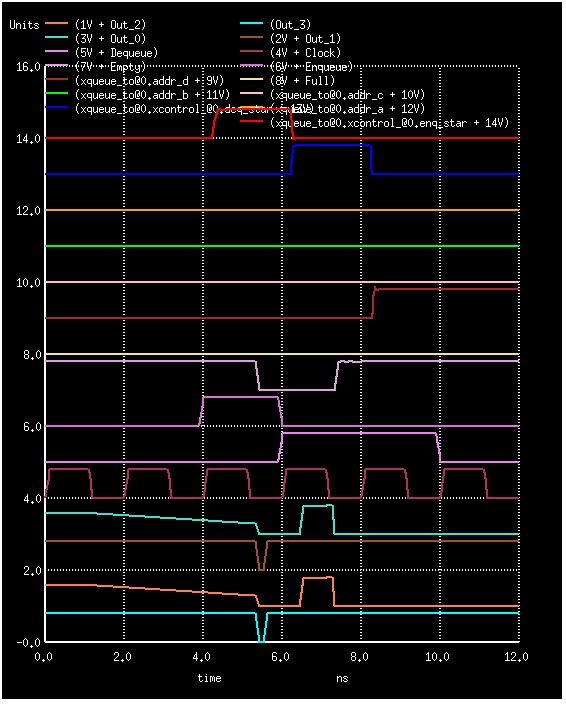 Units (1V + Out_2) (Out_3)
(3V + Out_0) (2V + Out_1)
(5V + Dequeue) (4V + Clock)
(7V + Empty) (6V + Enqueue)
(xqueue_to@0.addr_d + 9V) (8V + Full)
(xqueue_to@0.addr_b + 11V) (xqueue_to@0.addr_c + 10V)
(xqueue_to@0.xcontrol_@0.deq_star + 13V) (xqueue_to@0.addr_a + 12V)
(xqueue_to@0.xcontrol_@0.enq_star + 14V)
16.0
14.0
12.0
10.0
8.0
6.0
4.0
2.0
-0.0
0.0 2.0 4.0 6.0 8.0 10.0 12.0
time ns